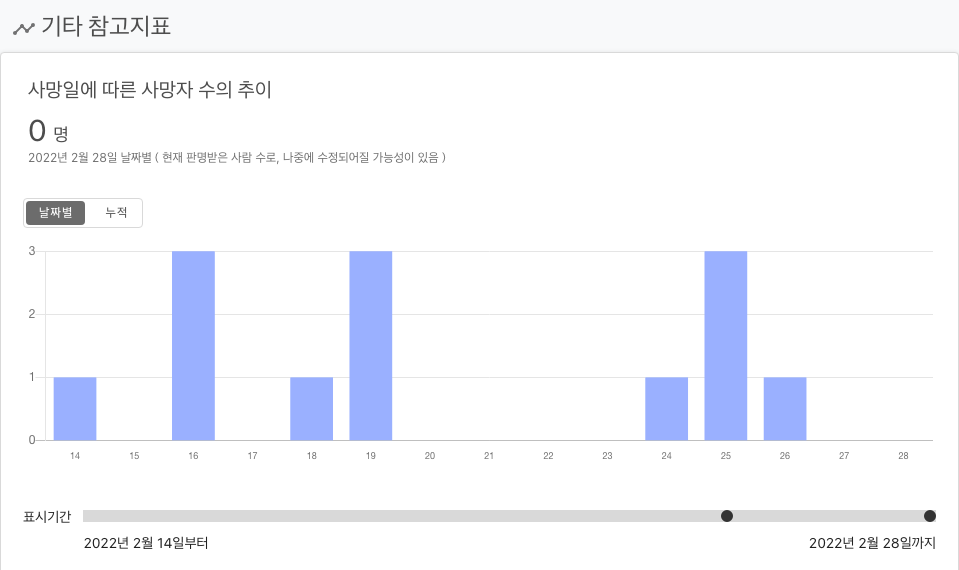 기타 참고지표
사망일에 따른 사망자 수의 추이
0 명
2022년 2월 28일 날짜별 ( 현재 판명받은 사람 수로, 나중에 수정되어질 가능성이 있음 )
날짜별 누적
3
2
1
0
14 15 16 17 18 19 20 21 22 23 24 25 26 27 28
표시기간
2022년 2월 14일부터 2022년 2월 28일까지